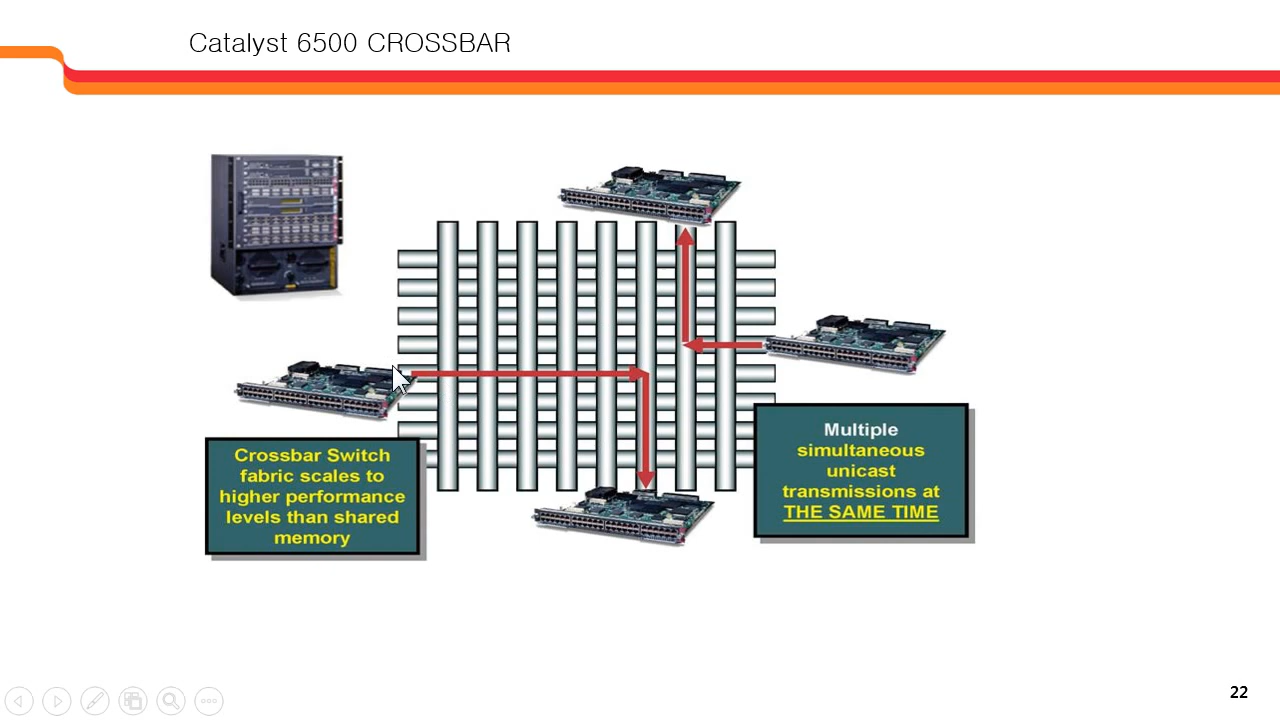 Catalyst 6500 CROSSBAR
Crossbar Switch
fabric scales to
higher performance
levels than shared
memory
Multiple
simultaneous
unicast
transmissions at
THE SAME TIME
22